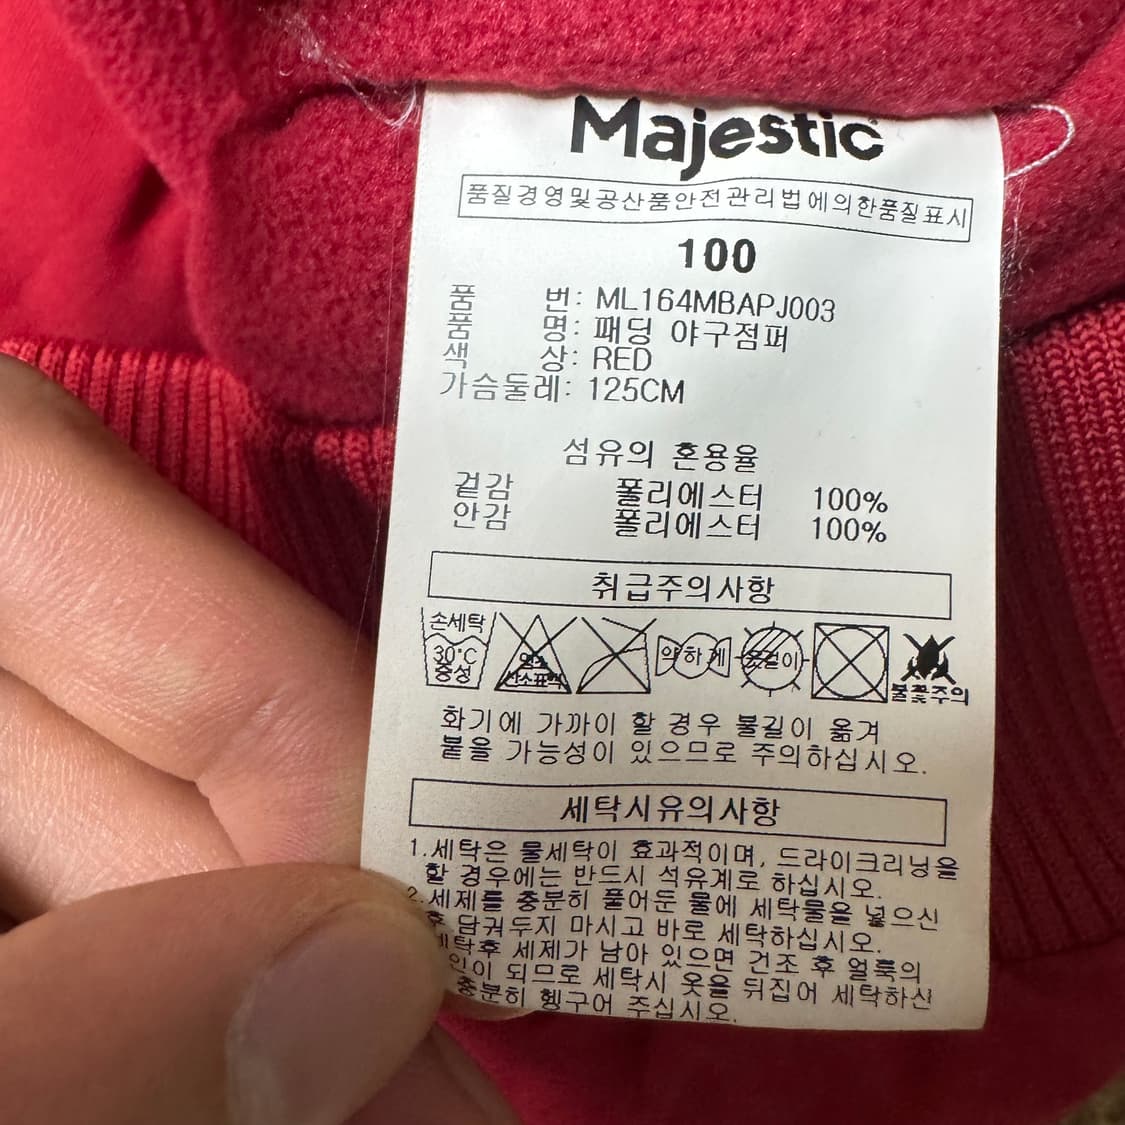 Majestic
품질경영및공산품안전관리법에의한품질표시
100
품 번: ML164MBAPJ003
품 명: 패딩 야구점퍼
색 상: RED
가슴둘레: 125CM
섬유의 혼용율
겉감 폴리에스터 100%
안감 폴리에스터 100%
취급주의사항
손세탁 30°C 중성 염소 산소표백 약하게 옷걸이 불꽃주의
화기에 가까이 할 경우 불길이 옮겨
붙을 가능성이 있으므로 주의하십시오.
세탁시유의사항
1.세탁은 물세탁이 효과적이며, 드라이크리닝을
할 경우에는 반드시 석유계로 하십시오.
2.세제를 충분히 풀어둔 물에 세탁물을 넣으신
후 담궈두지 마시고 바로 세탁하십시오.
세탁후 세제가 남아 있으면 건조 후 얼룩의
인이 되므로 세탁시 옷을 뒤집어 세탁하신
충분히 헹구어 주십시오.